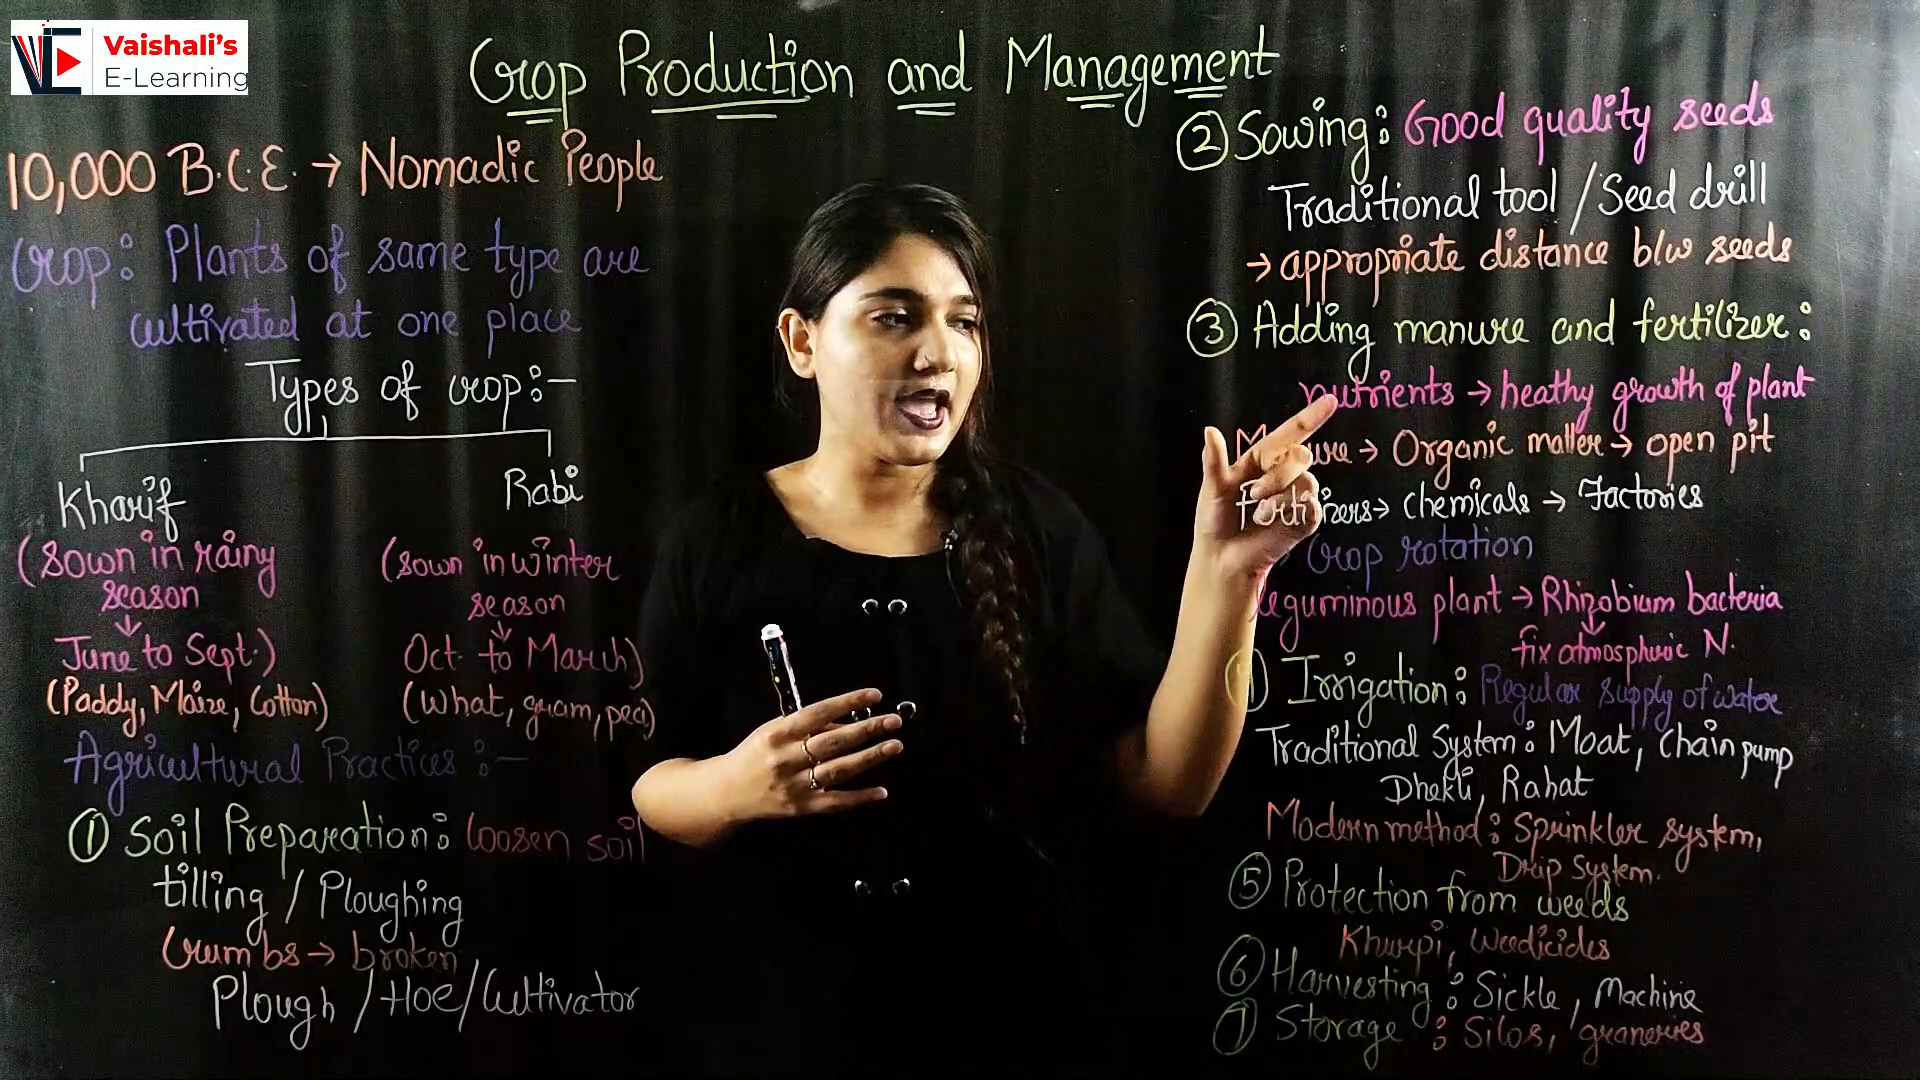 Vaishali's
E-Learning
Crop Production and Management
10,000 B.C.E. → Nomadic People
Crop: Plants of same type are
cultivated at one place
Types of crop:-
Kharif
(Sown in rainy
season
↓
June to Sept.)
(Paddy, Maize, Cotton)
Rabi
(Sown in winter
season
↓
Oct. to March)
(What, gram, pea)
Agricultural Practices :-
① Soil Preparation: Loosen soil
tilling / Ploughing
Crumbs → broken
Plough / Hoe / Cultivator
② Sowing: Good quality seeds
Traditional tool / Seed drill
→ appropriate distance b/w seeds
③ Adding manure and fertilizer:
nutrients → heathy growth of plant
Manure → Organic matter → open pit
Fertilizers → chemicals → Factories
Crop rotation
leguminous plant → Rhizobium bacteria
↓
fix atmospheric N.
④ Irrigation: Regular supply of water
Traditional System: Moat, Chain pump
Dhekli, Rahat
Modern method: Sprinkler system,
Drip System.
⑤ Protection from weeds
Khurpi, Weedicides
⑥ Harvesting: Sickle, Machine
⑦ Storage: Silos, graneries